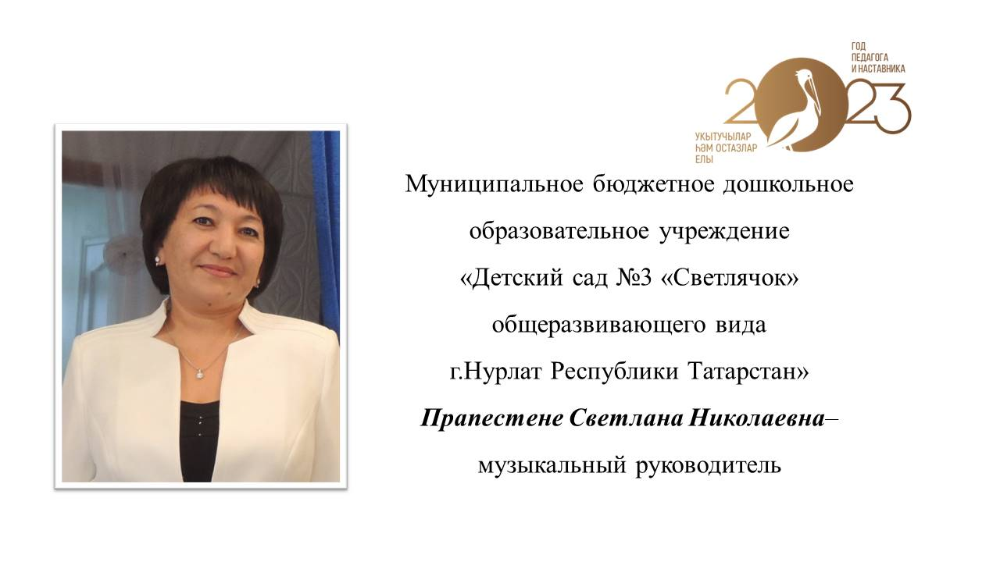 ГОД
ПЕДАГОГА
И НАСТАВНИКА
2023
УКЫТУЧЫЛАР
ҺӘМ ОСТАЗЛАР
ЕЛЫ
Муниципальное бюджетное дошкольное
образовательное учреждение
«Детский сад №3 «Светлячок»
общеразвивающего вида
г.Нурлат Республики Татарстан»
Прапестене Светлана Николаевна–
музыкальный руководитель